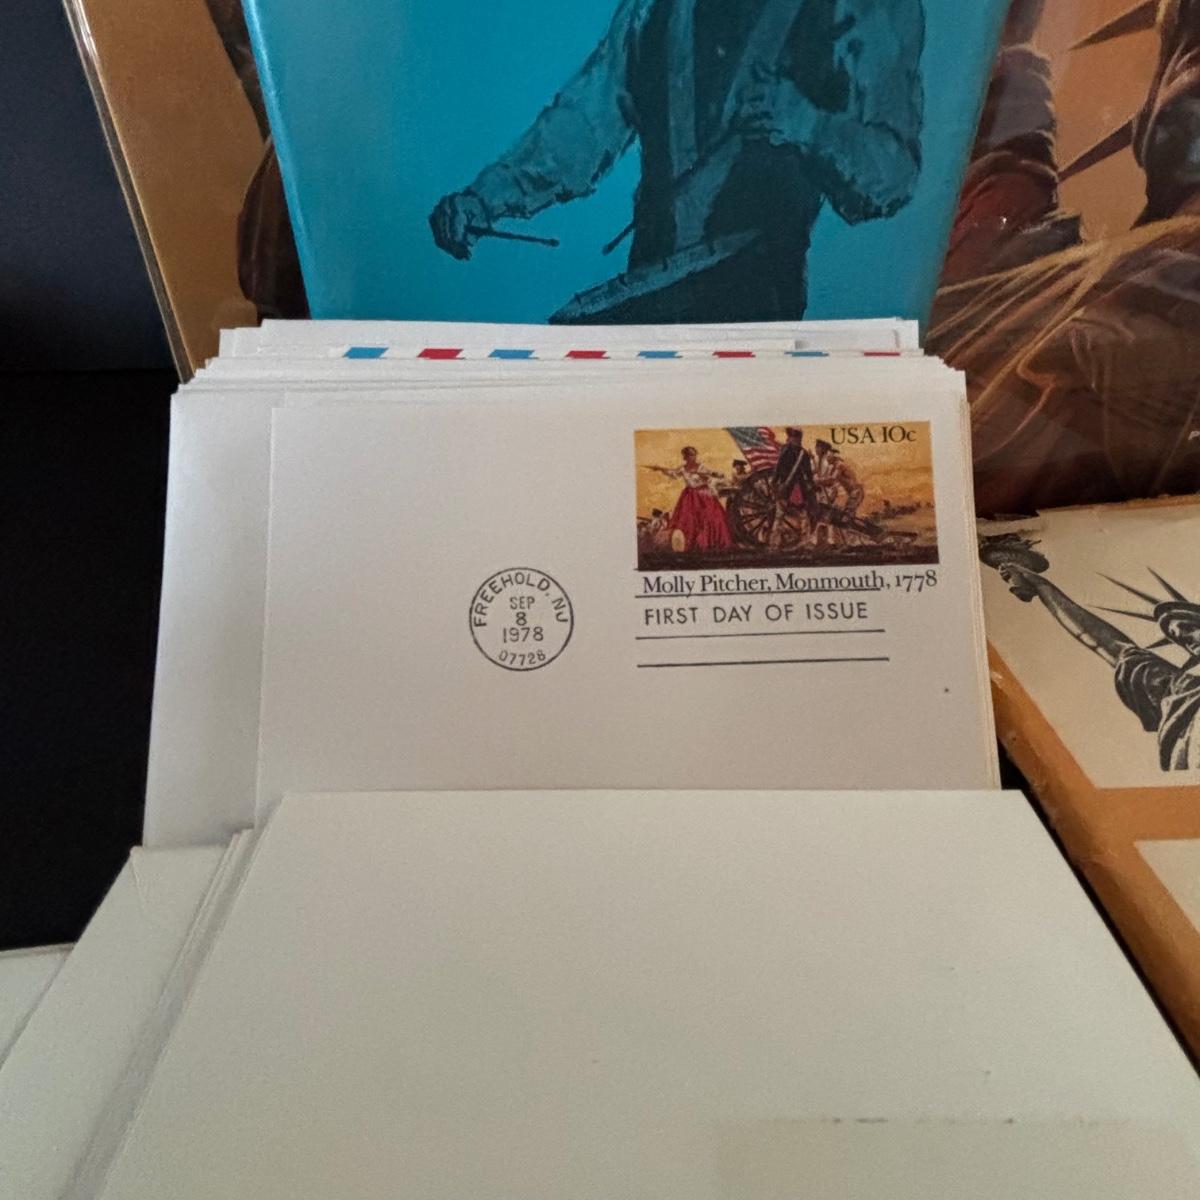 USA 10c
Molly Pitcher, Monmouth, 1778
FIRST DAY OF ISSUE
FREEHOLD, NJ
SEP
8
1978
07728